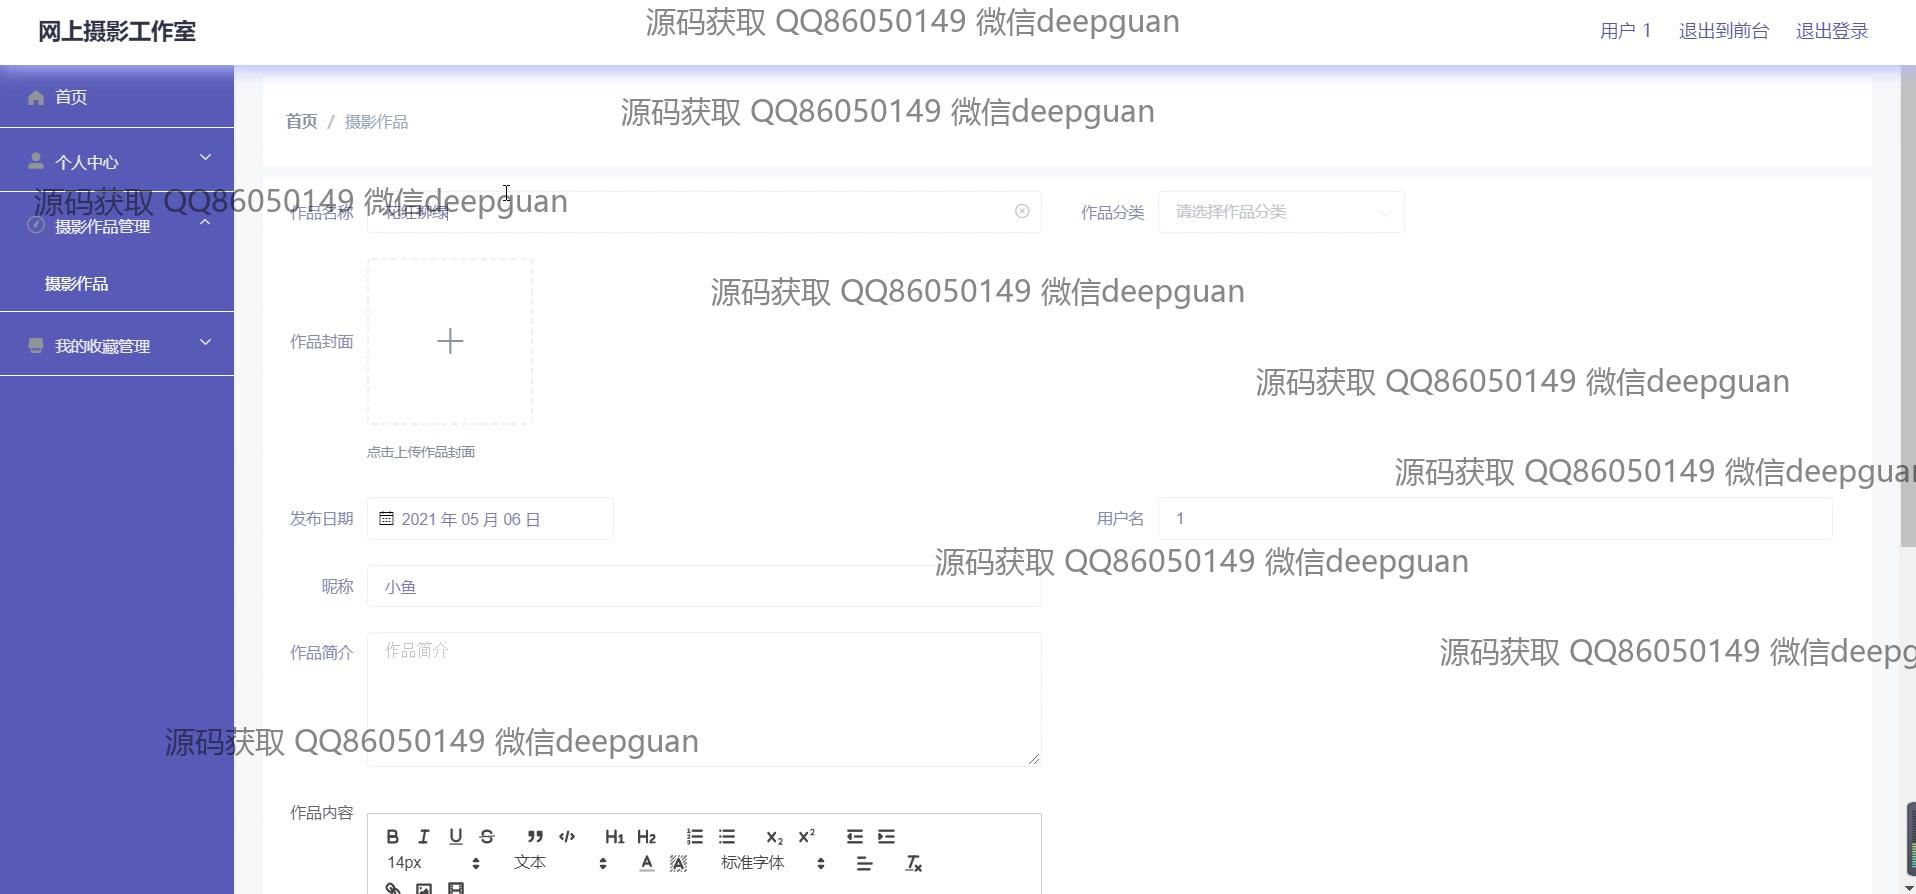 网上摄影工作室
源码获取 QQ86050149 微信deepguan
用户 1
退出到前台
退出登录
首页
首页 / 摄影作品
源码获取 QQ86050149 微信deepguan
个人中心
源码获取 QQ86050149 微信deepguan
作品名称
花红柳绿
作品分类
请选择作品分类
摄影作品管理
摄影作品
源码获取 QQ86050149 微信deepguan
我的收藏管理
作品封面
源码获取 QQ86050149 微信deepguan
点击上传作品封面
源码获取 QQ86050149 微信deepguan
发布日期
2021 年 05 月 06 日
用户名
1
源码获取 QQ86050149 微信deepguan
昵称
小鱼
作品简介
作品简介
源码获取 QQ86050149 微信deepg
源码获取 QQ86050149 微信deepguan
作品内容
B I U S H1 H2 X2 X2
14px 文本 A A 标准字体 Tx